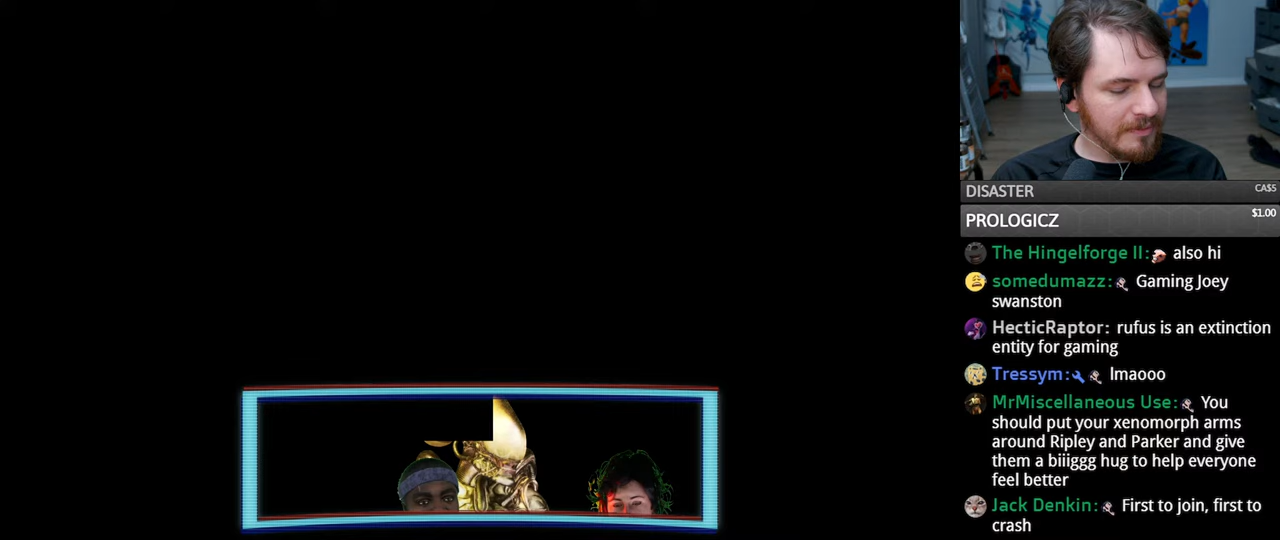 DISASTER CA$5
PROLOGICZ $1.00
The Hingelforge II: also hi
somedumazz: Gaming Joey
swanston
HecticRaptor: rufus is an extinction
entity for gaming
Tressym: lmaooo
MrMiscellaneous Use: You
should put your xenomorph arms
around Ripley and Parker and give
them a biiiggg hug to help everyone
feel better
Jack Denkin: First to join, first to
crash